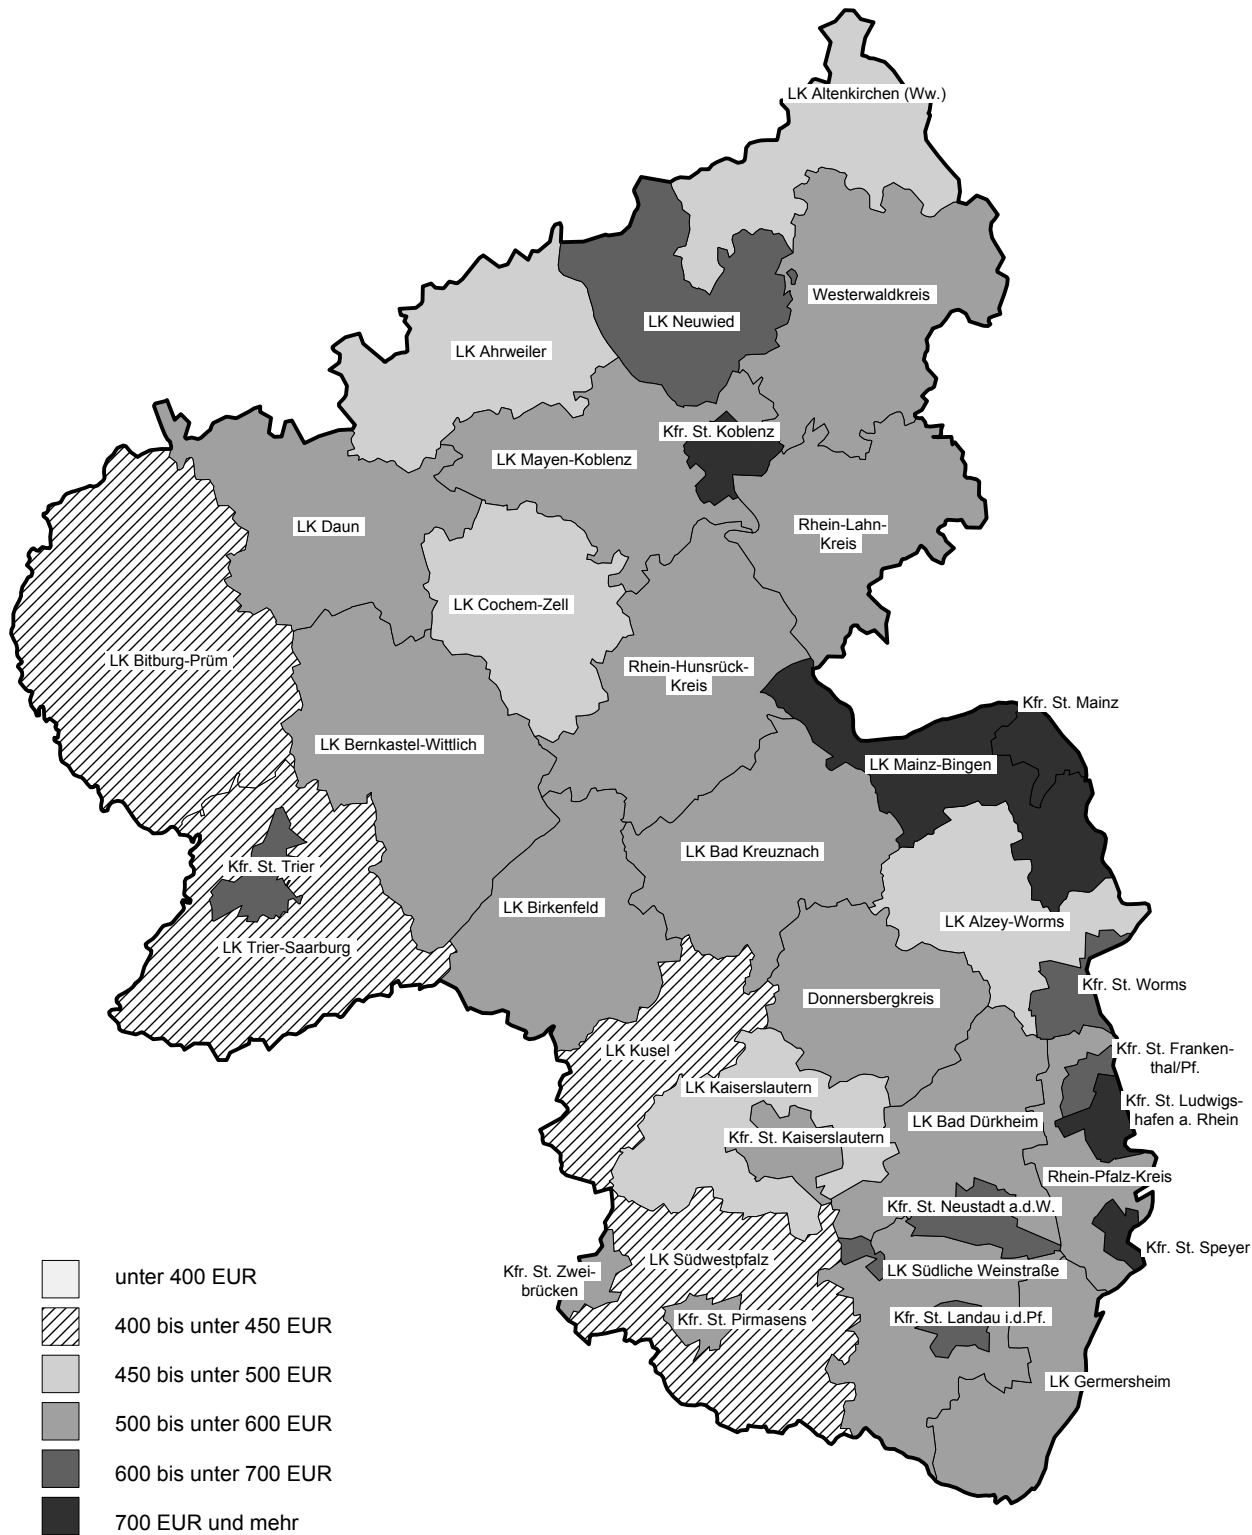 LK Altenkirchen (Ww.)
Westerwaldkreis
LK Neuwied
LK Ahrweiler
Kfr. St. Koblenz
LK Mayen-Koblenz
LK Daun
Rhein-Lahn-
Kreis
LK Cochem-Zell
LK Bitburg-Prüm
Rhein-Hunsrück-
Kreis
Kfr. St. Mainz
LK Bernkastel-Wittlich
LK Mainz-Bingen
LK Bad Kreuznach
Kfr. St. Trier
LK Birkenfeld
LK Alzey-Worms
LK Trier-Saarburg
Kfr. St. Worms
Donnersbergkreis
LK Kusel
Kfr. St. Franken-
thal/Pf.
LK Kaiserslautern
Kfr. St. Ludwigs-
hafen a. Rhein
LK Bad Dürkheim
Kfr. St. Kaiserslautern
Rhein-Pfalz-Kreis
Kfr. St. Neustadt a.d.W.
Kfr. St. Speyer
LK Südwestpfalz
Kfr. St. Zwei-
brücken
LK Südliche Weinstraße
Kfr. St. Pirmasens
Kfr. St. Landau i.d.Pf.
LK Germersheim
unter 400 EUR
400 bis unter 450 EUR
450 bis unter 500 EUR
500 bis unter 600 EUR
600 bis unter 700 EUR
700 EUR und mehr